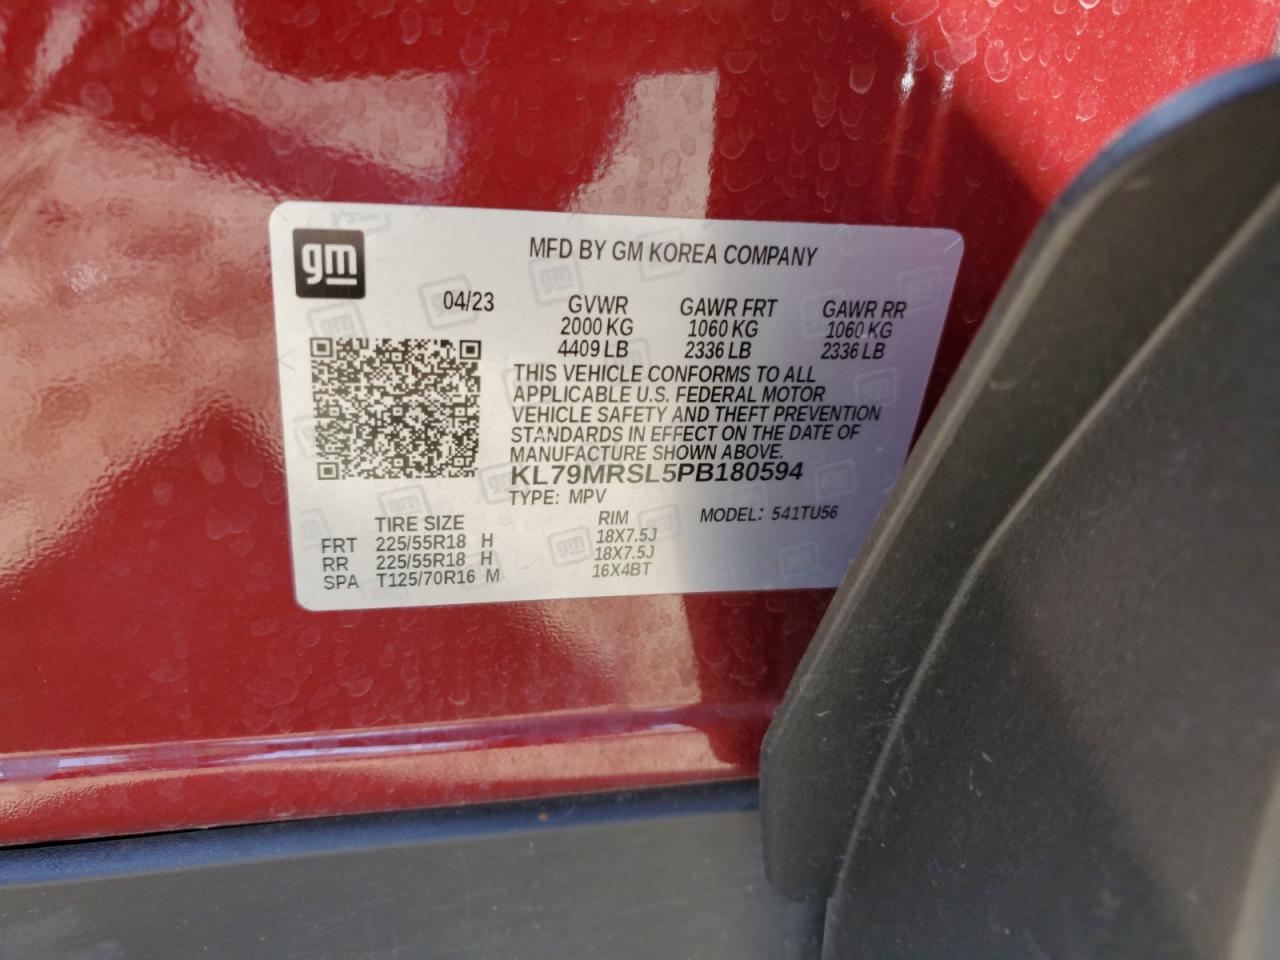 gm
MFD BY GM KOREA COMPANY
04/23 GVWR GAWR FRT GAWR RR
2000 KG 1060 KG 1060 KG
4409 LB 2336 LB 2336 LB
THIS VEHICLE CONFORMS TO ALL
APPLICABLE U.S. FEDERAL MOTOR
VEHICLE SAFETY AND THEFT PREVENTION
STANDARDS IN EFFECT ON THE DATE OF
MANUFACTURE SHOWN ABOVE.
KL79MRSL5PB180594
TYPE: MPV MODEL: 541TU56
TIRE SIZE RIM
FRT 225/55R18 H 18X7.5J
RR 225/55R18 H 18X7.5J
SPA T125/70R16 M 16X4BT